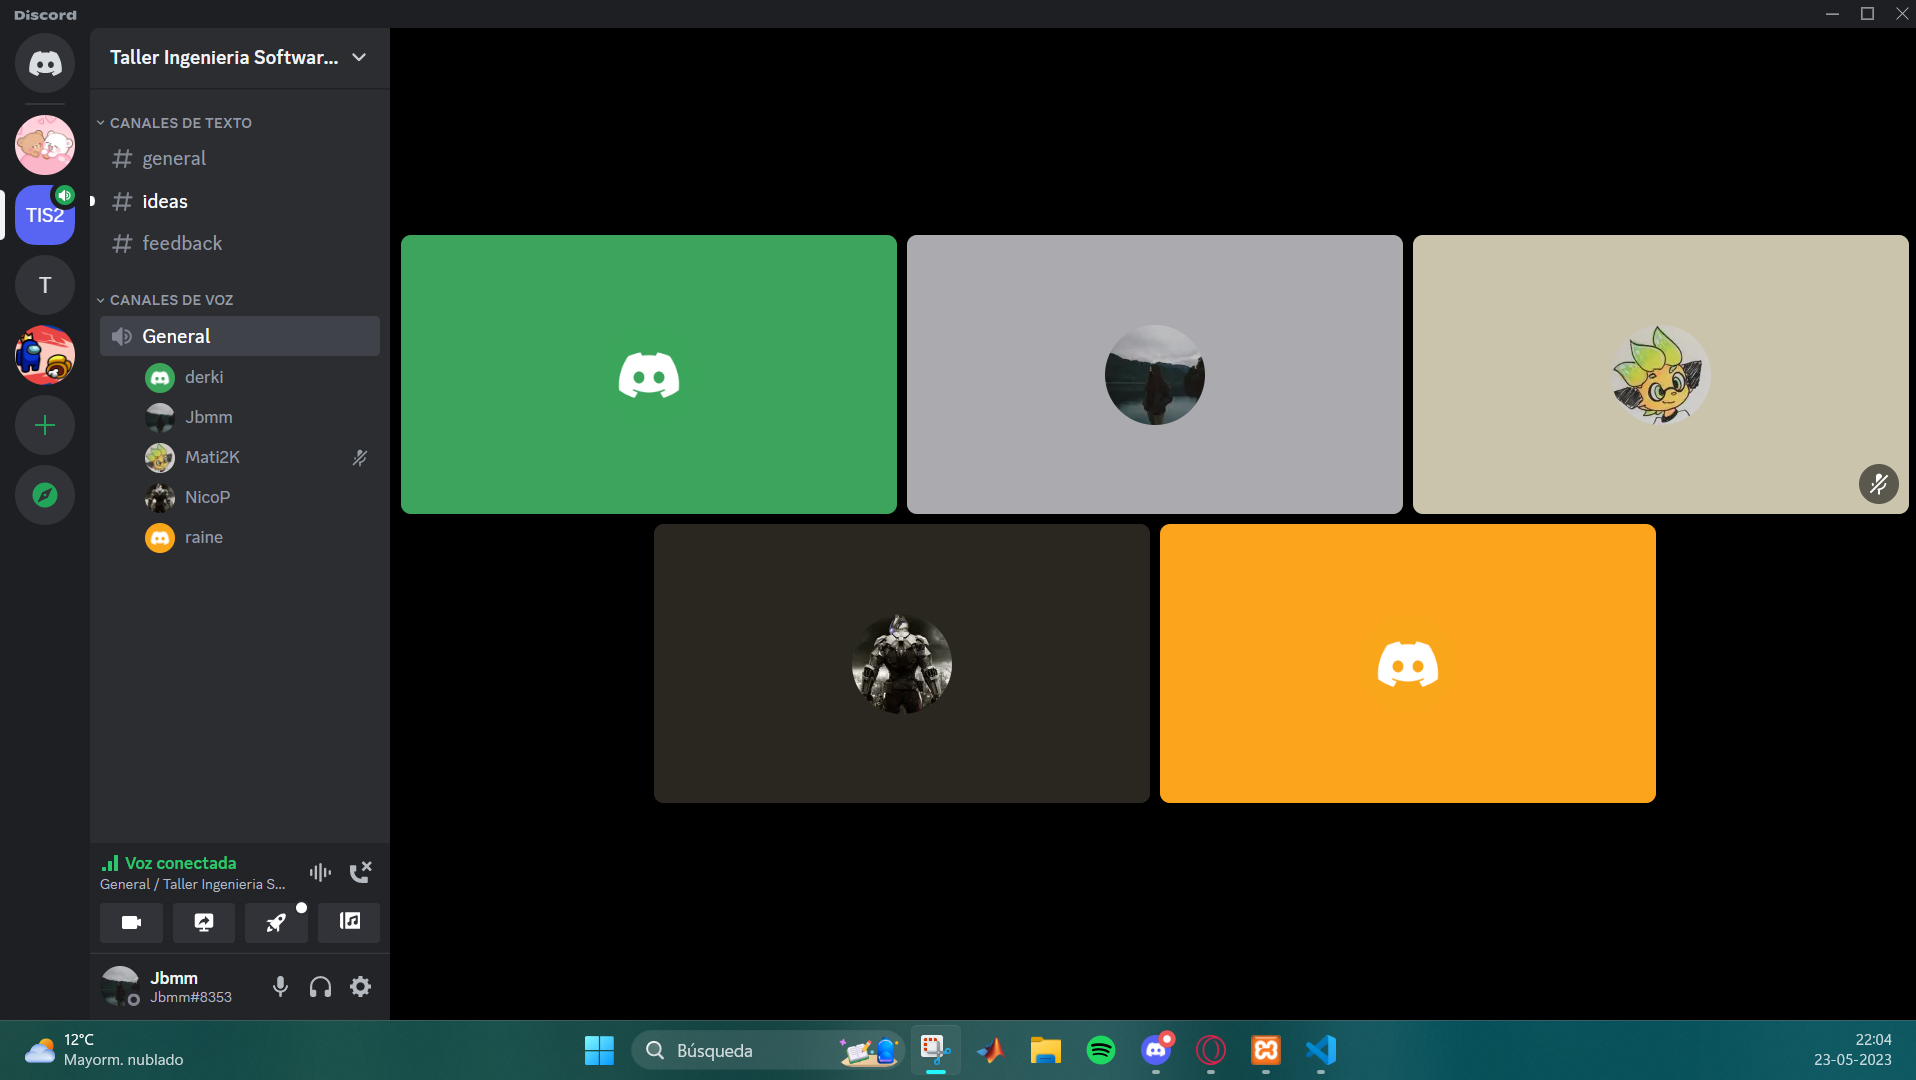 Discord
Taller Ingenieria Softwar...
CANALES DE TEXTO
general
ideas
feedback
TIS2
T
CANALES DE VOZ
General
derki
Jbmm
Mati2K
NicoP
raine
Voz conectada
General / Taller Ingenieria S...
Jbmm
Jbmm#8353
12°C
Mayorm. nublado
Búsqueda
22:04
23-05-2023